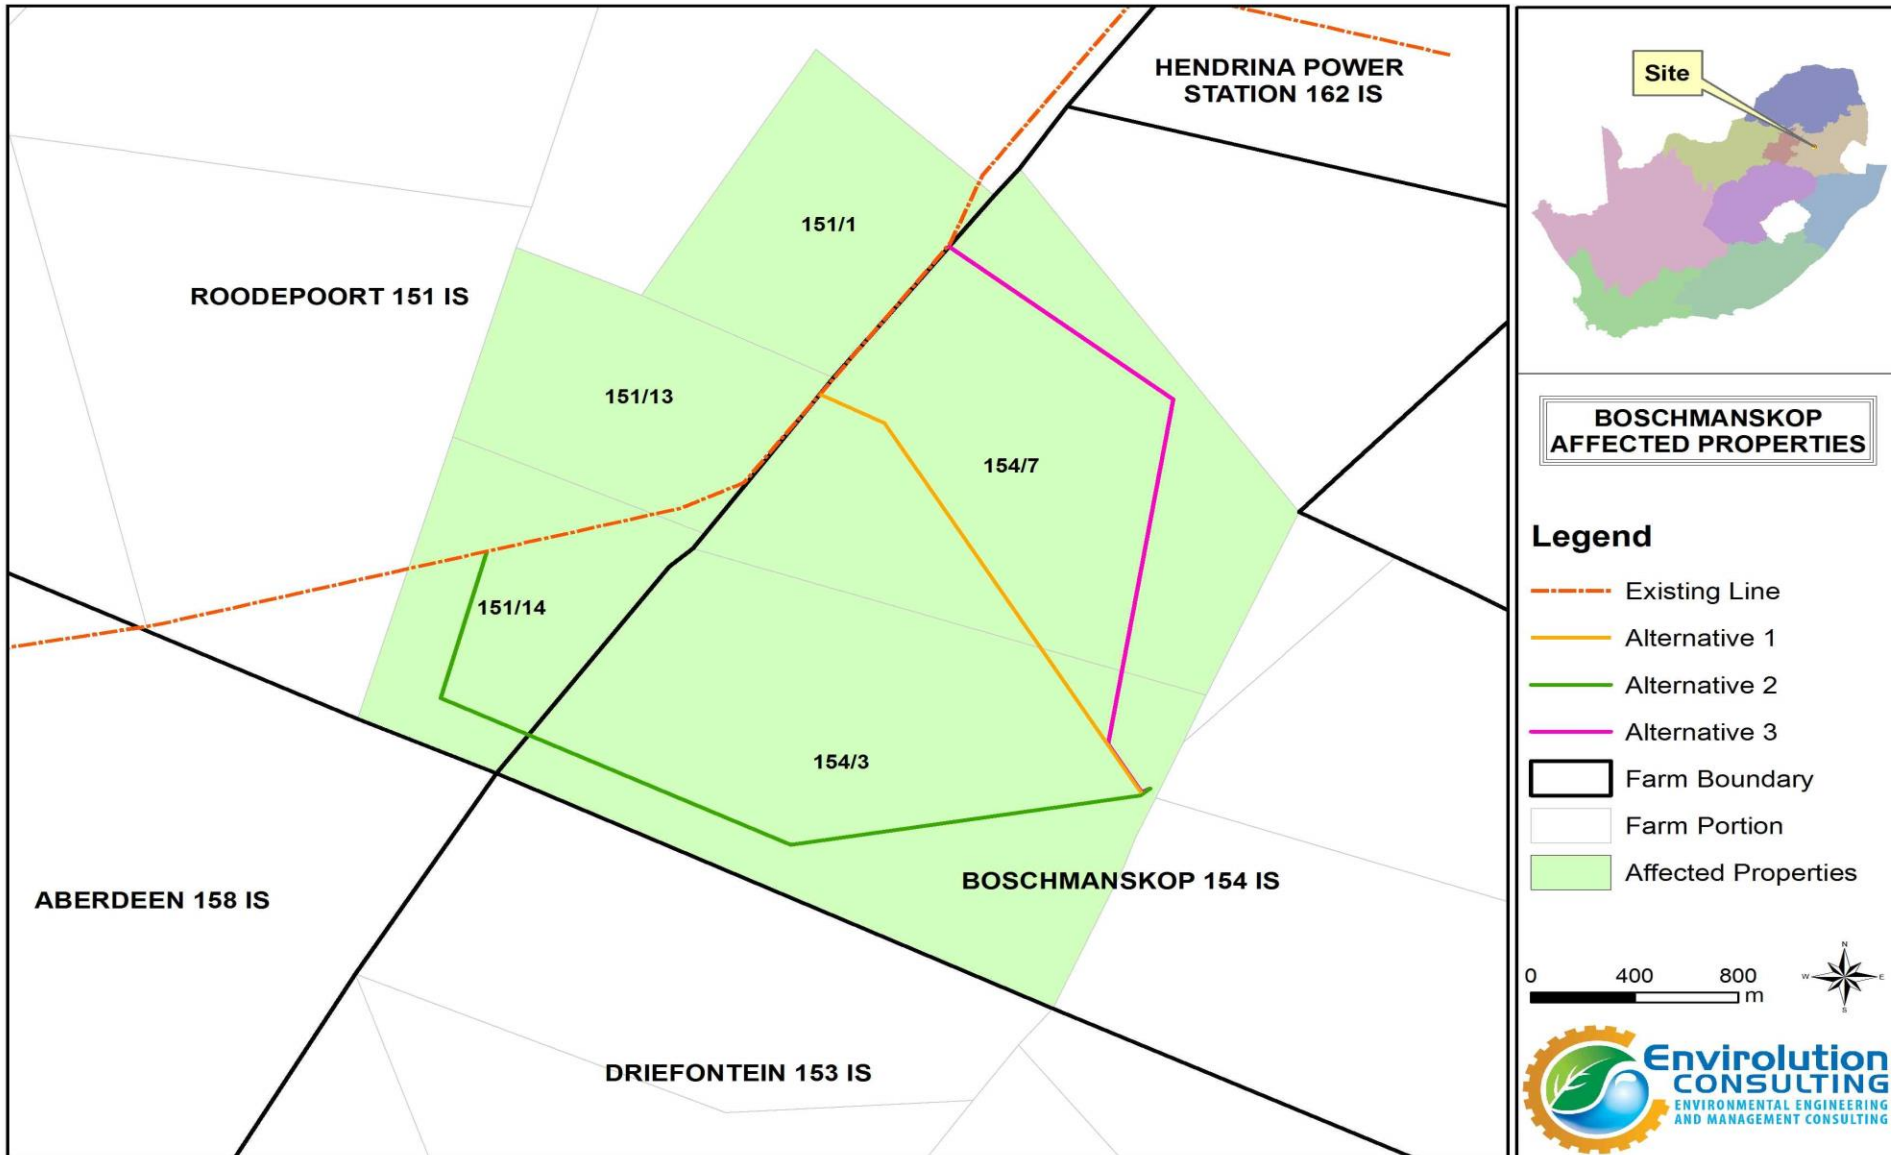 HENDRINA POWER
STATION 162 IS
151/1
ROODEPOORT 151 IS
151/13
154/7
151/14
154/3
BOSCHMANSKOP 154 IS
ABERDEEN 158 IS
DRIEFONTEIN 153 IS
Site
BOSCHMANSKOP
AFFECTED PROPERTIES
Legend
Existing Line
Alternative 1
Alternative 2
Alternative 3
Farm Boundary
Farm Portion
Affected Properties
0 400 800
m
N
W E
S
Envirolution
CONSULTING
ENVIRONMENTAL ENGINEERING
AND MANAGEMENT CONSULTING